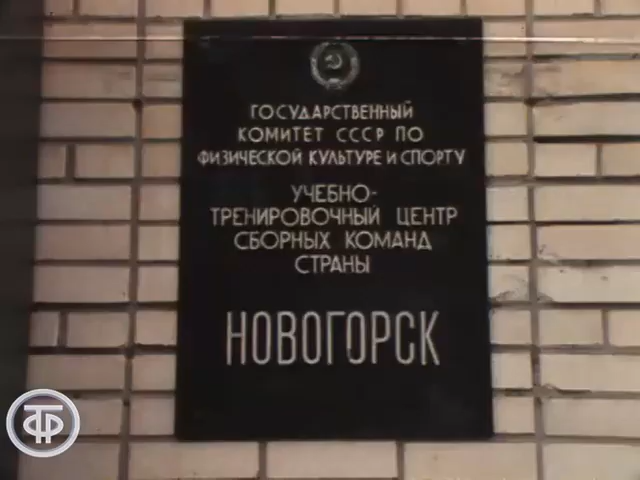 ГОСУДАРСТВЕННЫЙ
КОМИТЕТ СССР ПО
ФИЗИЧЕСКОЙ КУЛЬТУРЕ И СПОРТУ
УЧЕБНО-
ТРЕНИРОВОЧНЫЙ ЦЕНТР
СБОРНЫХ КОМАНД
СТРАНЫ
НОВОГОРСК